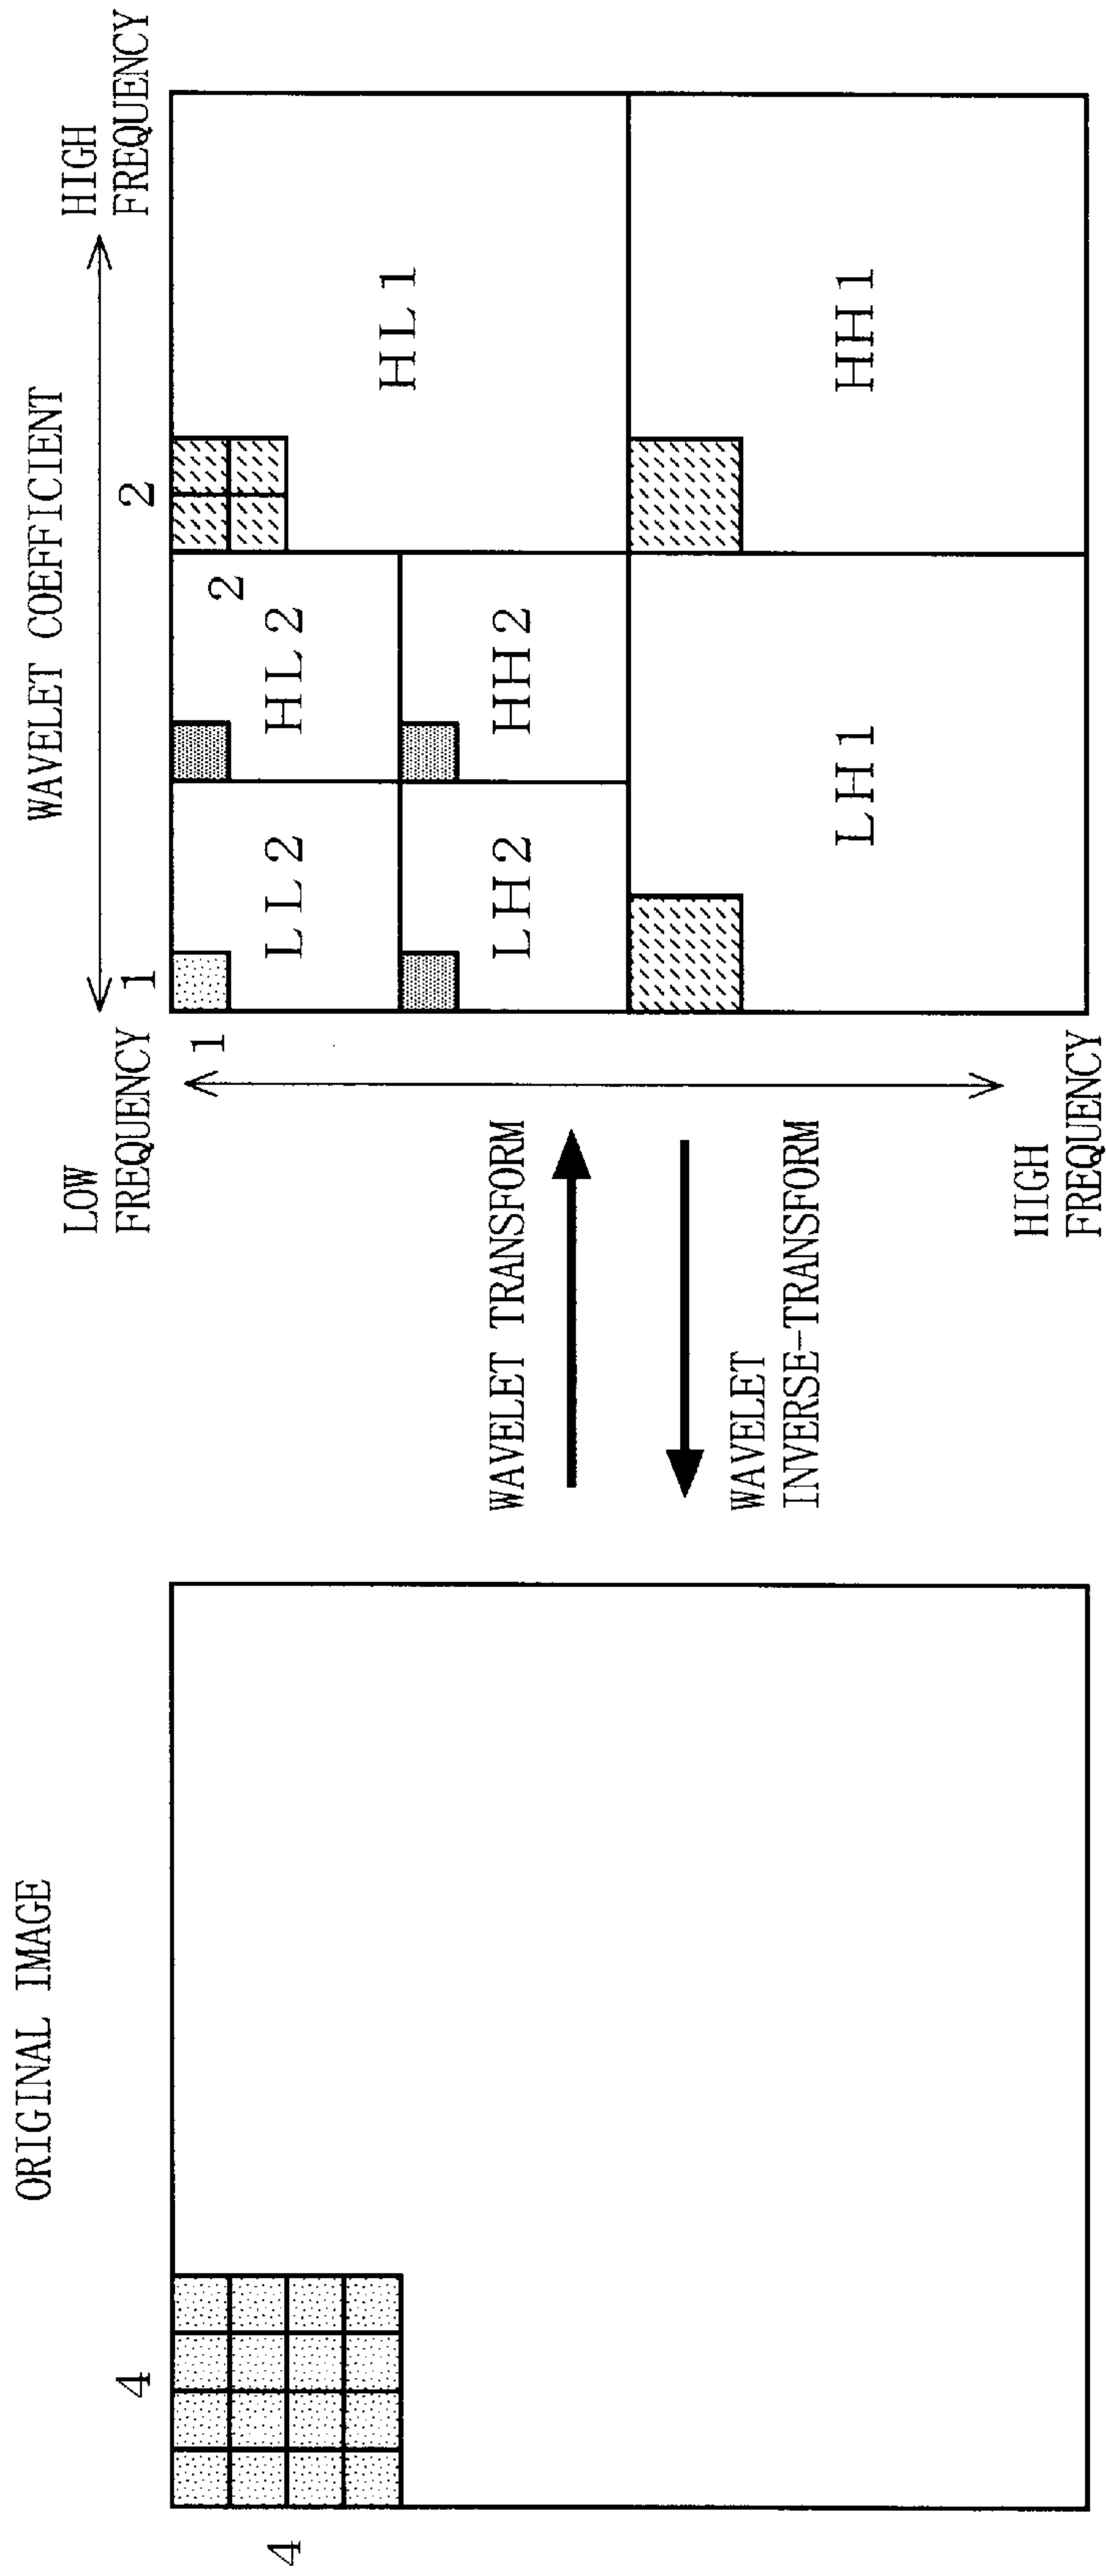 ORIGINAL IMAGE
4
4
WAVELET TRANSFORM
WAVELET
INVERSE-TRANSFORM
WAVELET COEFFICIENT
LOW
FREQUENCY
HIGH
FREQUENCY
1
2
1
2
LL2
HL2
HL1
LH2
HH2
LH1
HH1
HIGH
FREQUENCY